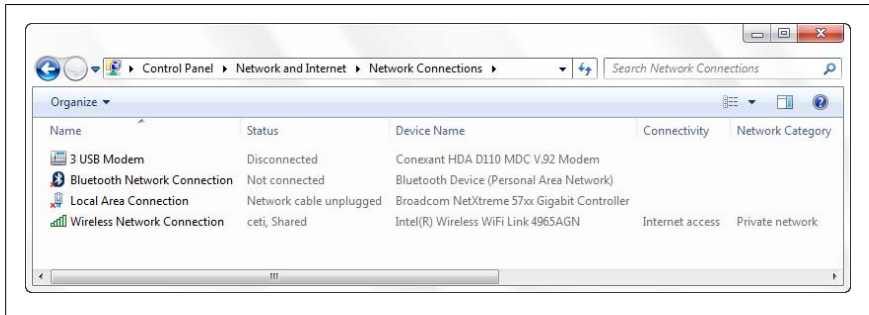 Control Panel Network and Internet Network Connections Search Network Connections
Organize
Name Status Device Name Connectivity Network Category
3 USB Modem Disconnected Conexant HDA D110 MDC V.92 Modem
Bluetooth Network Connection Not connected Bluetooth Device (Personal Area Network)
Local Area Connection Network cable unplugged Broadcom NetXtreme 57xx Gigabit Controller
Wireless Network Connection ceti, Shared Intel(R) Wireless WiFi Link 4965AGN Internet access Private network